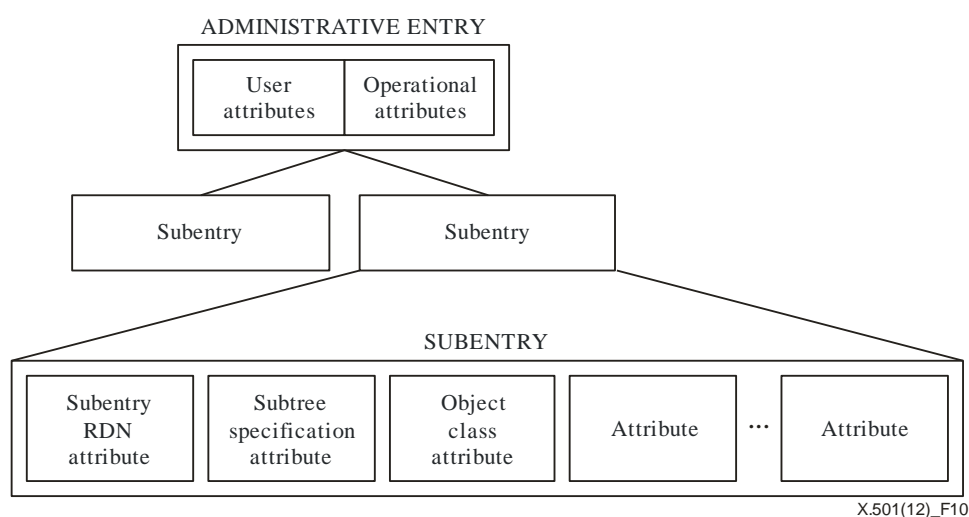 ADMINISTRATIVE ENTRY
User
attributes
Operational
attributes
Subentry
Subentry
SUBENTRY
Subentry
RDN
attribute
Subtree
specification
attribute
Object
class
attribute
Attribute
...
Attribute
X.501(12)_F10